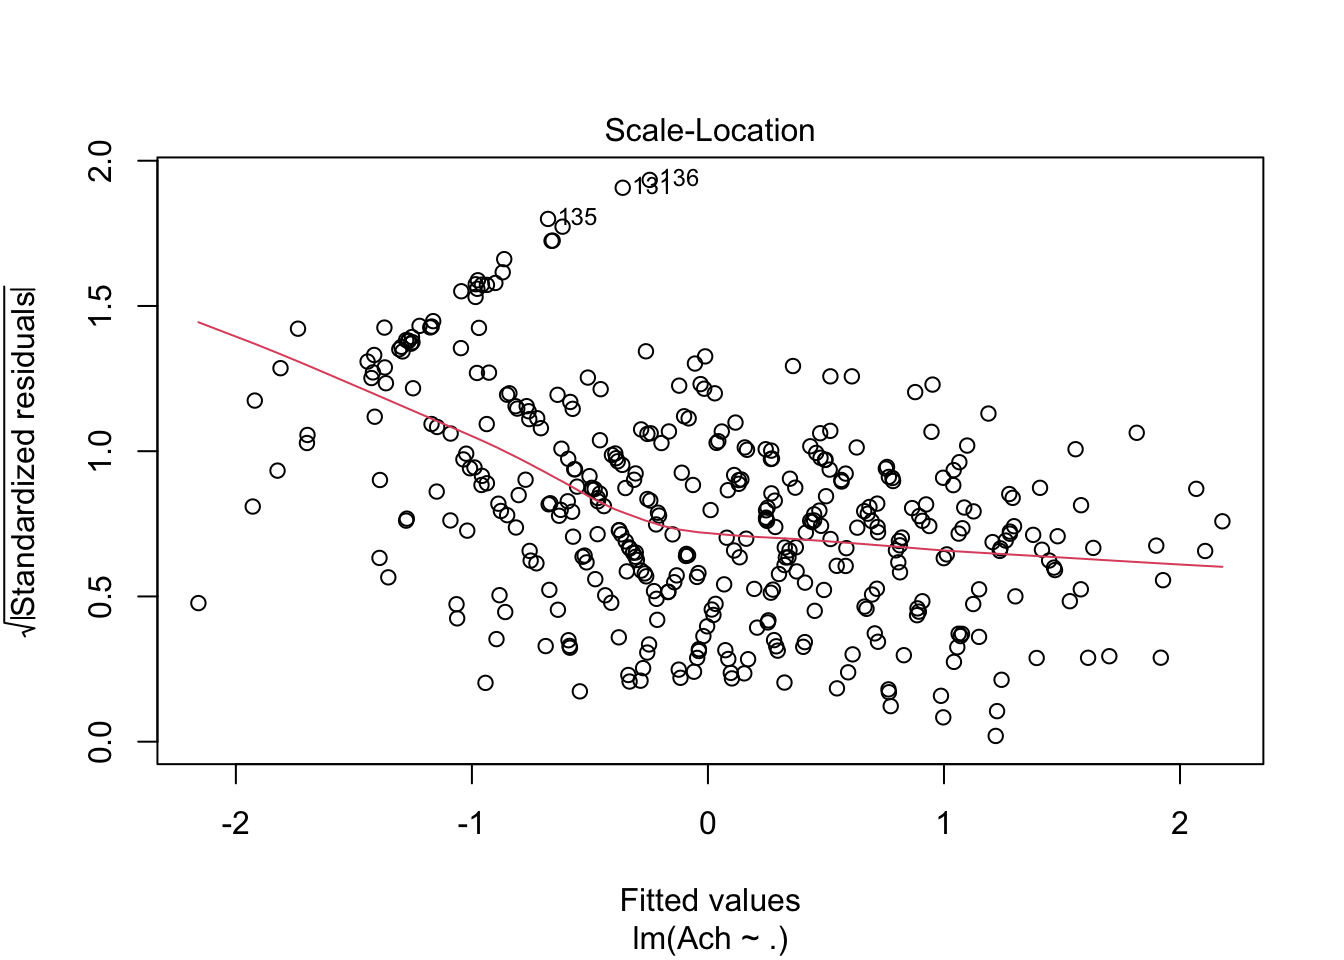 Scale-Location
√|Standardized residuals|
2.0
1.5
1.0
0.5
0.0
136
131
135
-2 -1 0 1 2
Fitted values
lm(Ach ~ .)